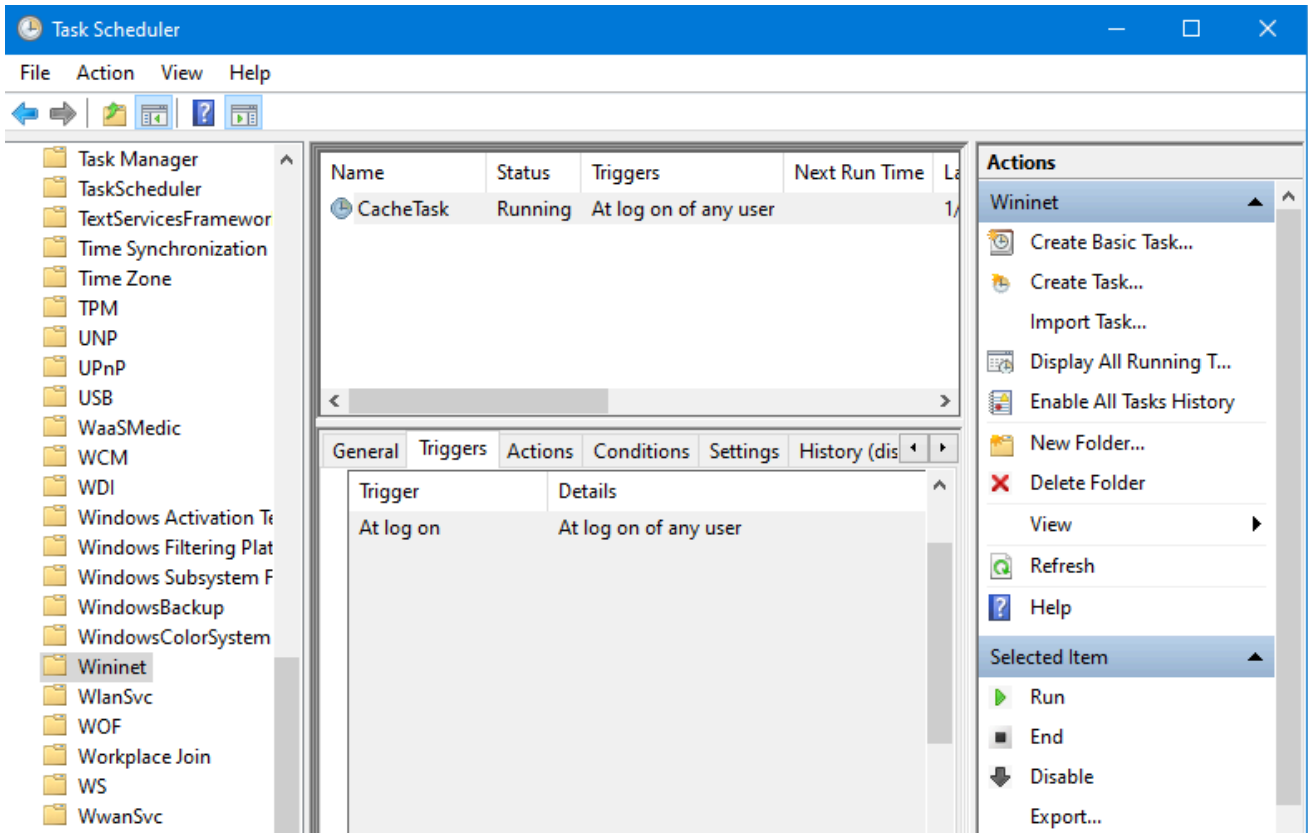 Task Scheduler
File Action View Help
Task Manager
TaskScheduler
TextServicesFramewor
Time Synchronization
Time Zone
TPM
UNP
UPnP
USB
WaaSMedic
WCM
WDI
Windows Activation Te
Windows Filtering Plat
Windows Subsystem F
WindowsBackup
WindowsColorSystem
Wininet
WlanSvc
WOF
Workplace Join
WS
WwanSvc
Name Status Triggers Next Run Time La
CacheTask Running At log on of any user 1/
General Triggers Actions Conditions Settings History (dis
Trigger Details
At log on At log on of any user
Actions
Wininet
Create Basic Task...
Create Task...
Import Task...
Display All Running T...
Enable All Tasks History
New Folder...
Delete Folder
View
Refresh
Help
Selected Item
Run
End
Disable
Export...